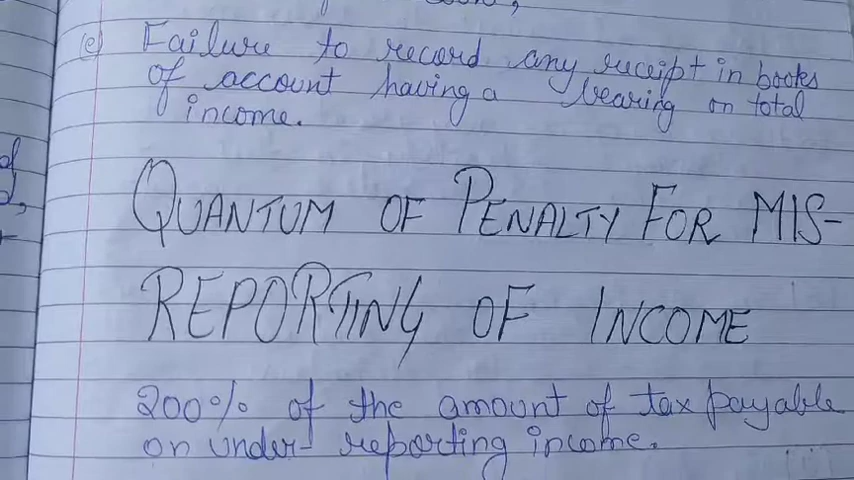 (e) Failure to record any receipt in books
of account having a bearing on total
income.
QUANTUM OF PENALTY FOR MIS-
REPORTING OF INCOME
200% of the amount of tax payable
on under-reporting income.